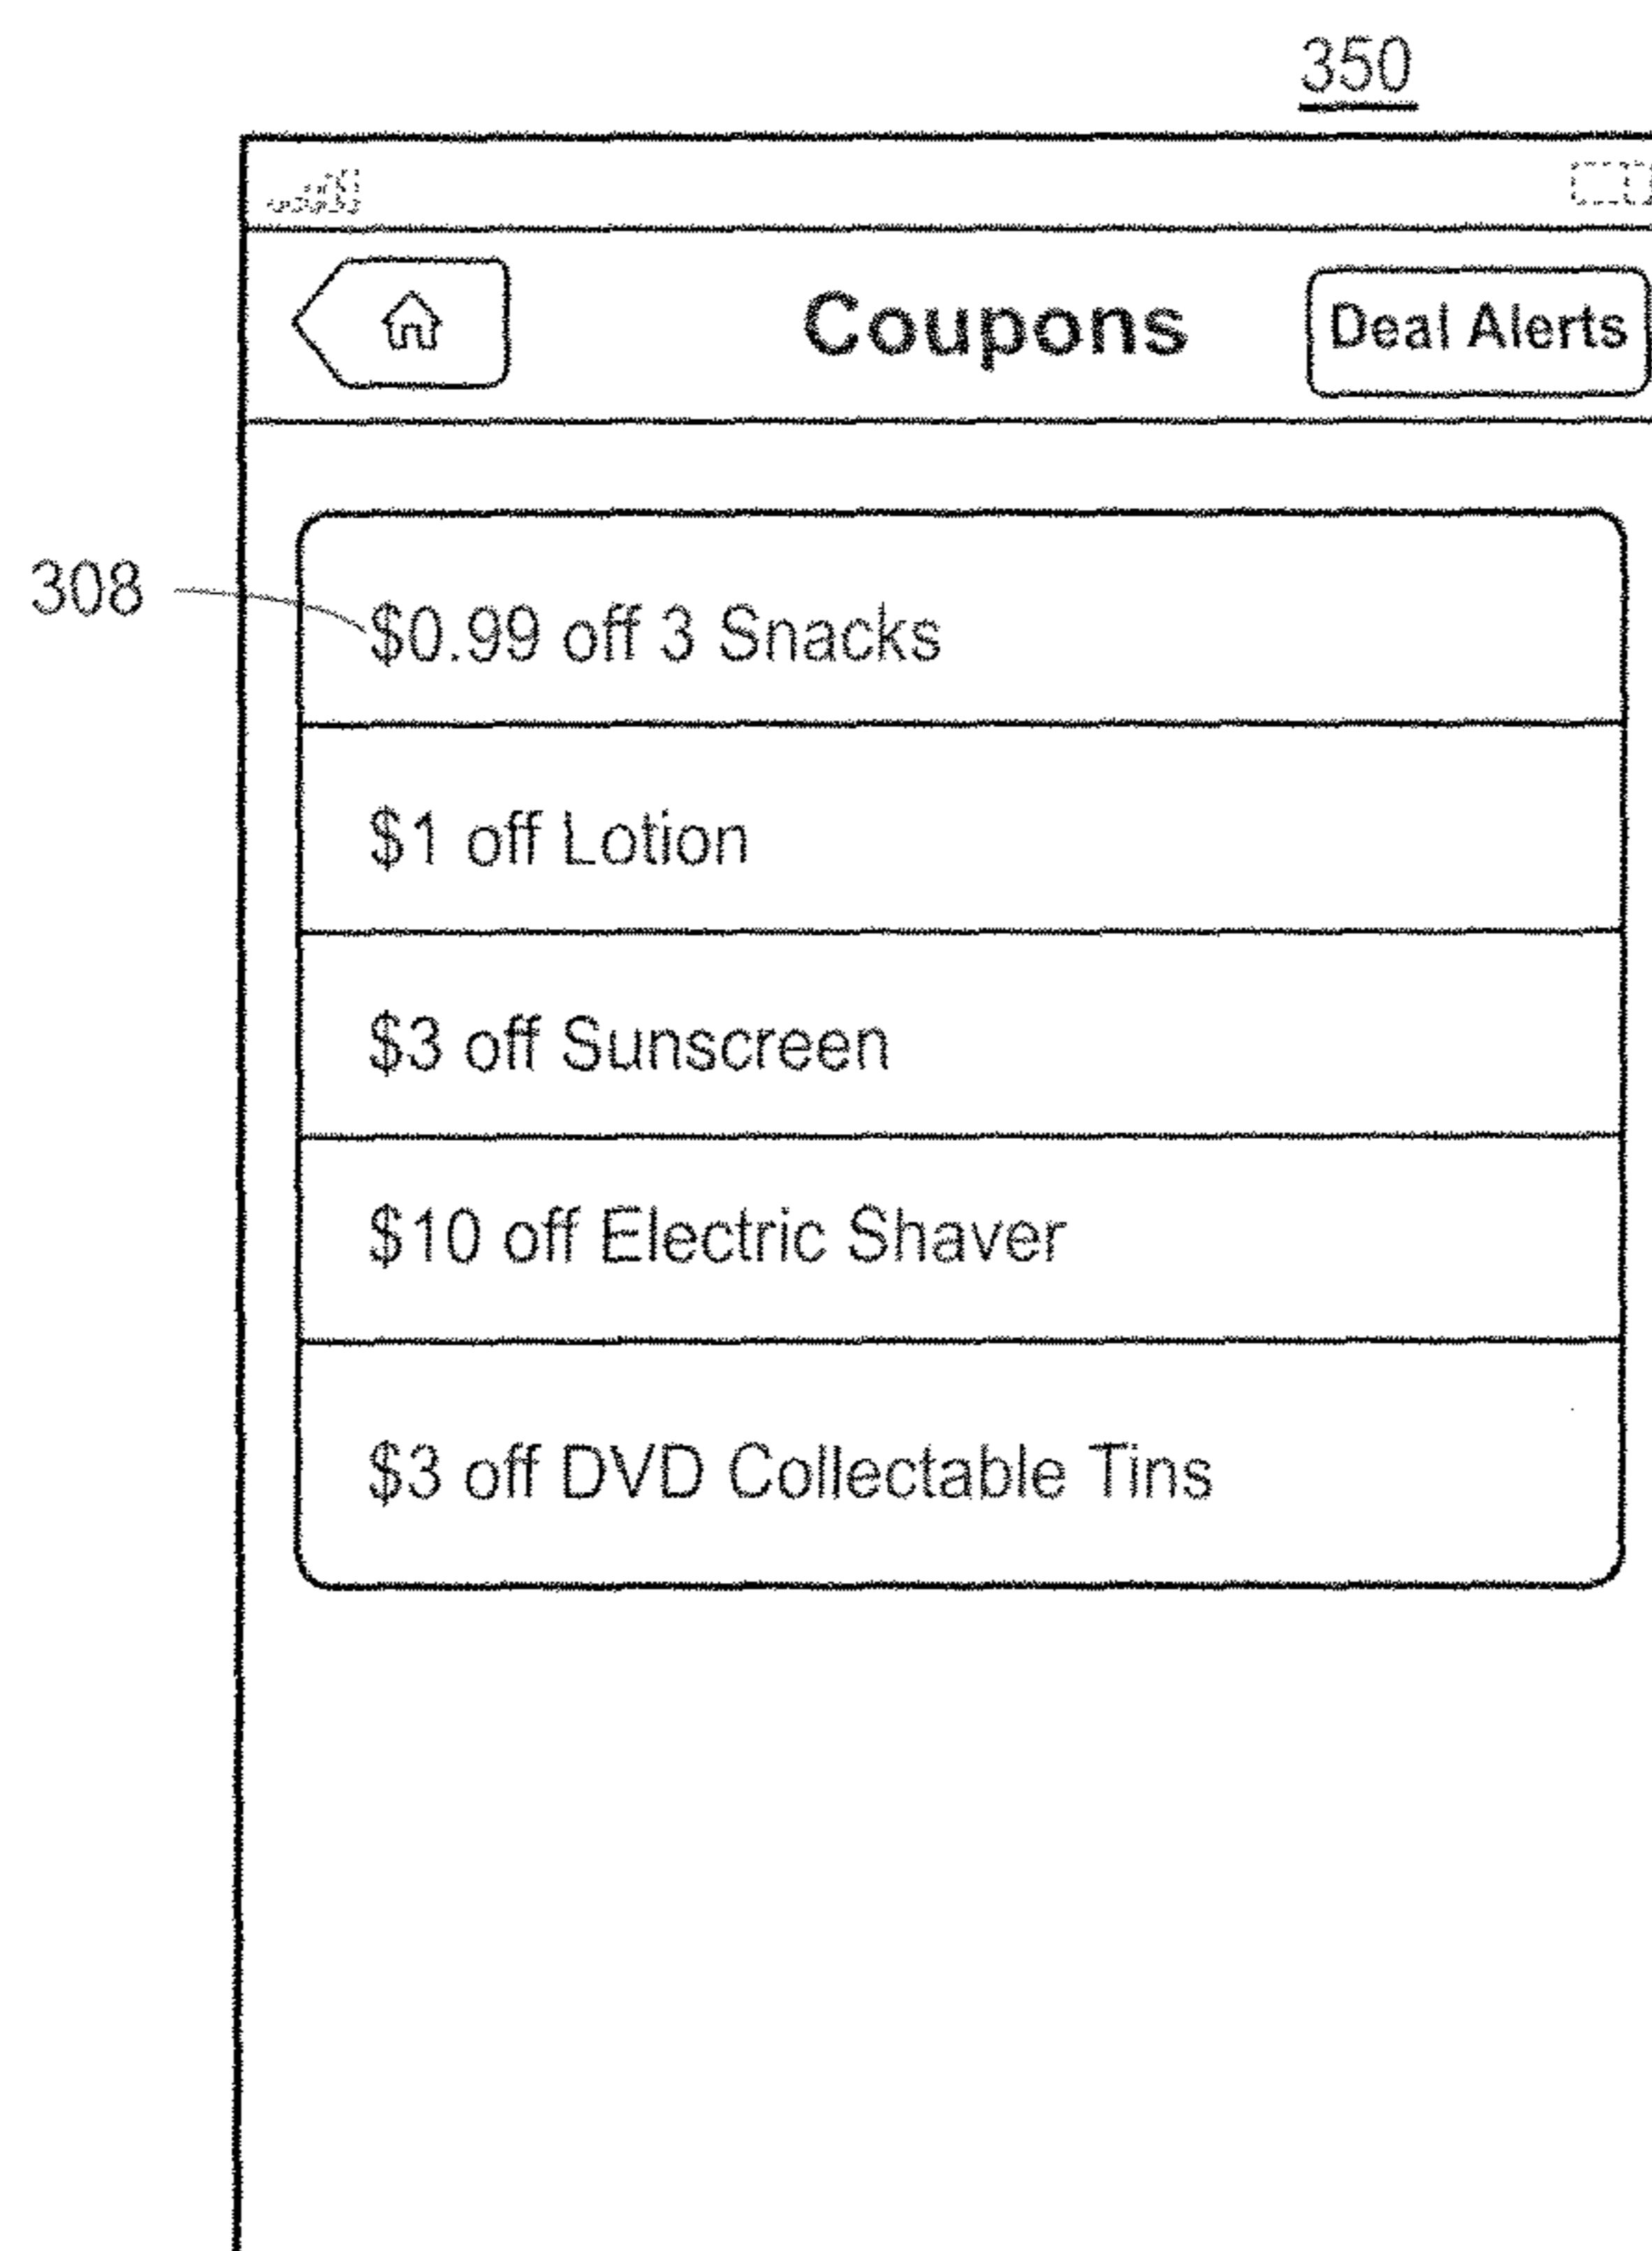 350
Coupons
Deal Alerts
308
$0.99 off 3 Snacks
$1 off Lotion
$3 off Sunscreen
$10 off Electric Shaver
$3 off DVD Collectable Tins